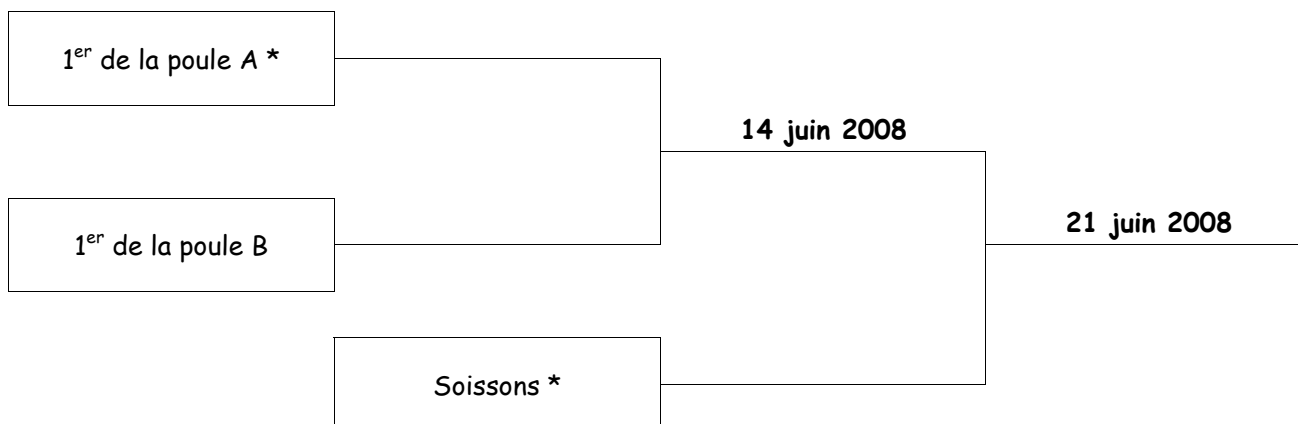 1er de la poule A *
14 juin 2008
1er de la poule B
21 juin 2008
Soissons *